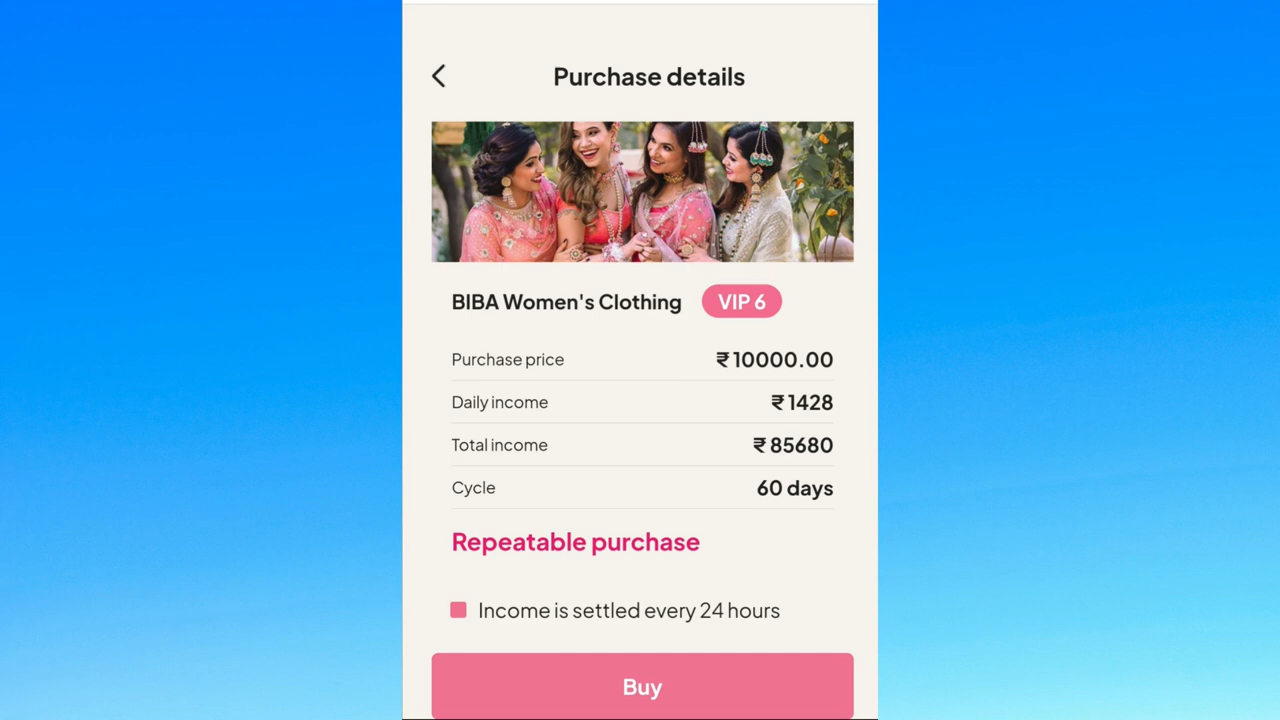 Purchase details
BIBA Women's Clothing VIP 6
Purchase price ₹10000.00
Daily income ₹1428
Total income ₹85680
Cycle 60 days
Repeatable purchase
Income is settled every 24 hours
Buy